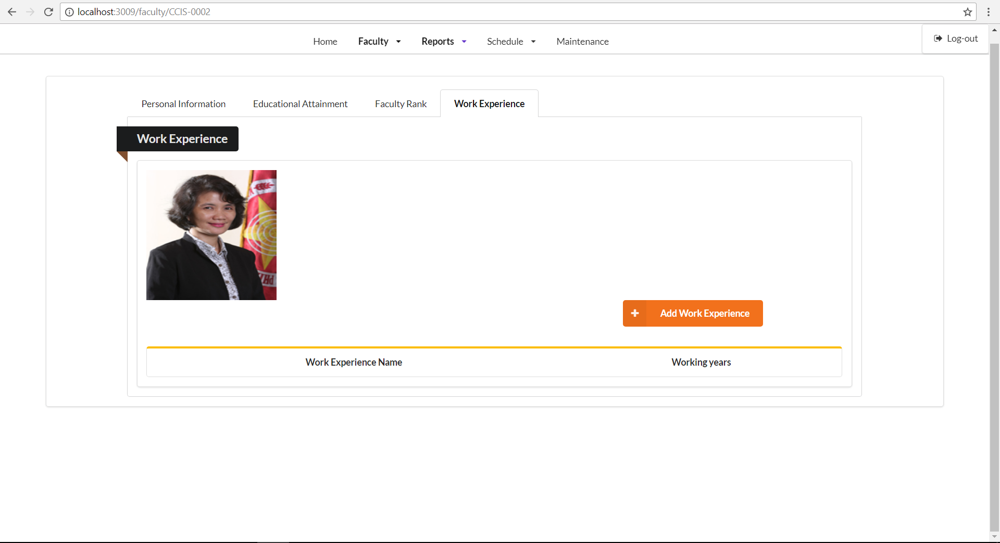 localhost:3009/faculty/CCIS-0002
Home Faculty Reports Schedule Maintenance Log-out
Personal Information Educational Attainment Faculty Rank Work Experience
Work Experience
Add Work Experience
Work Experience Name Working years